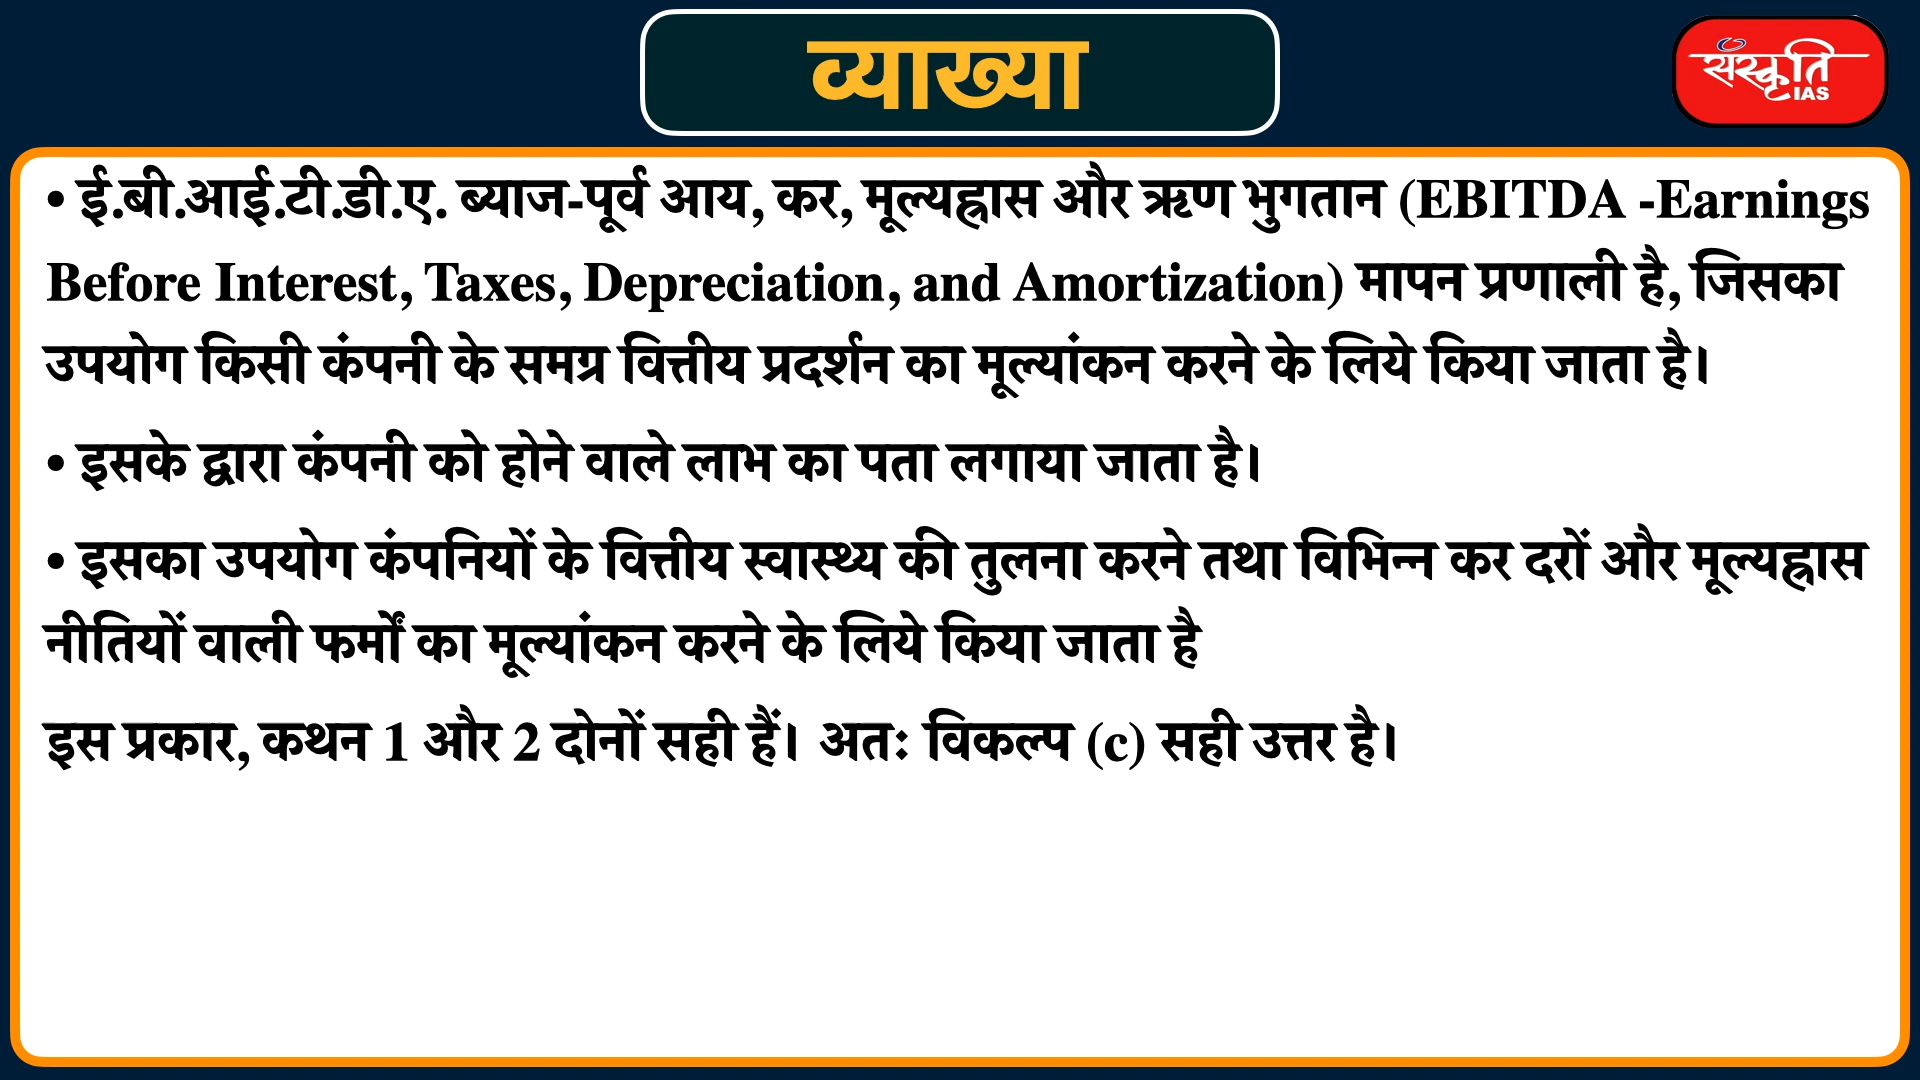 व्याख्या
संस्कृति
IAS
• ई.बी.आई.टी.डी.ए. ब्याज-पूर्व आय, कर, मूल्यह्रास और ऋण भुगतान (EBITDA -Earnings
Before Interest, Taxes, Depreciation, and Amortization) मापन प्रणाली है, जिसका
उपयोग किसी कंपनी के समग्र वित्तीय प्रदर्शन का मूल्यांकन करने के लिये किया जाता है।
• इसके द्वारा कंपनी को होने वाले लाभ का पता लगाया जाता है।
• इसका उपयोग कंपनियों के वित्तीय स्वास्थ्य की तुलना करने तथा विभिन्न कर दरों और मूल्यह्रास
नीतियों वाली फर्मों का मूल्यांकन करने के लिये किया जाता है
इस प्रकार, कथन 1 और 2 दोनों सही हैं। अतः विकल्प (c) सही उत्तर है।